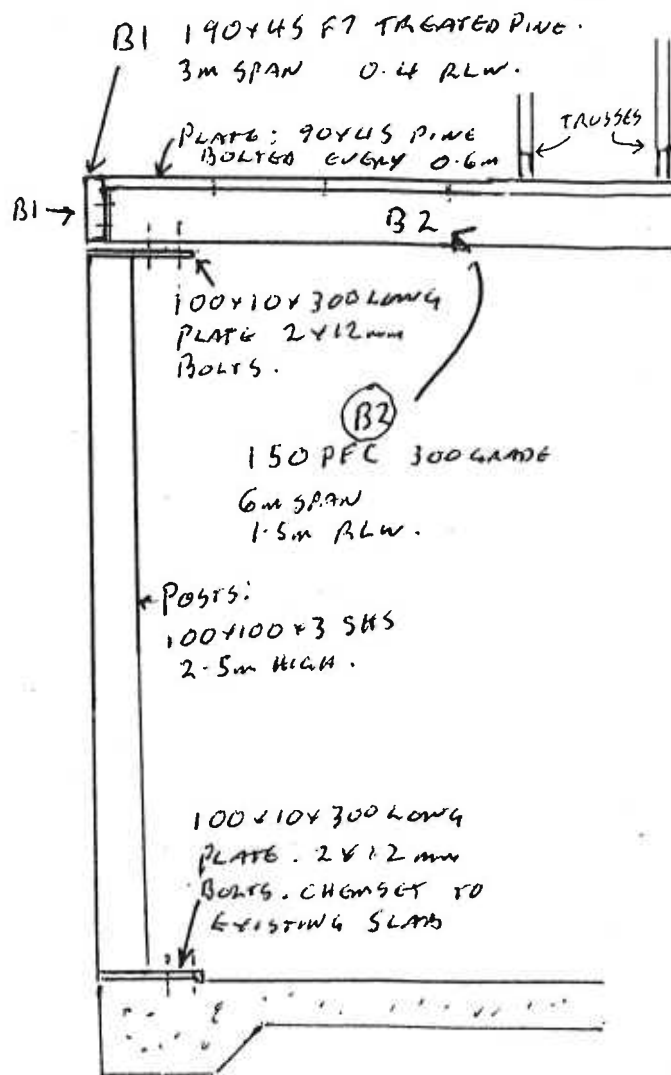 B1 190x45 F7 TREATED PINE.
3m SPAN 0.4 RLW.
PLATE: 90x45 PINE
BOLTED EVERY 0.6m
TRUSSES
B1
B2
100x10x300 LONG
PLATE 2x12mm
BOLTS.
B2
150 PFC 300 GRADE
6m SPAN
1.5m RLW.
POSTS:
100x100x3 SHS
2.5m HIGH.
100x10x300 LONG
PLATE. 2x12mm
BOLTS. CHEMSET TO
EXISTING SLAB